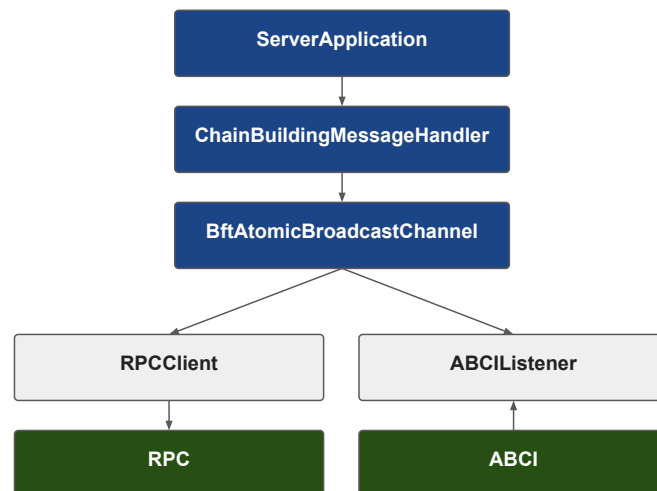 ServerApplication
ChainBuildingMessageHandler
BftAtomicBroadcastChannel
RPCClient
ABCIListener
RPC
ABCI